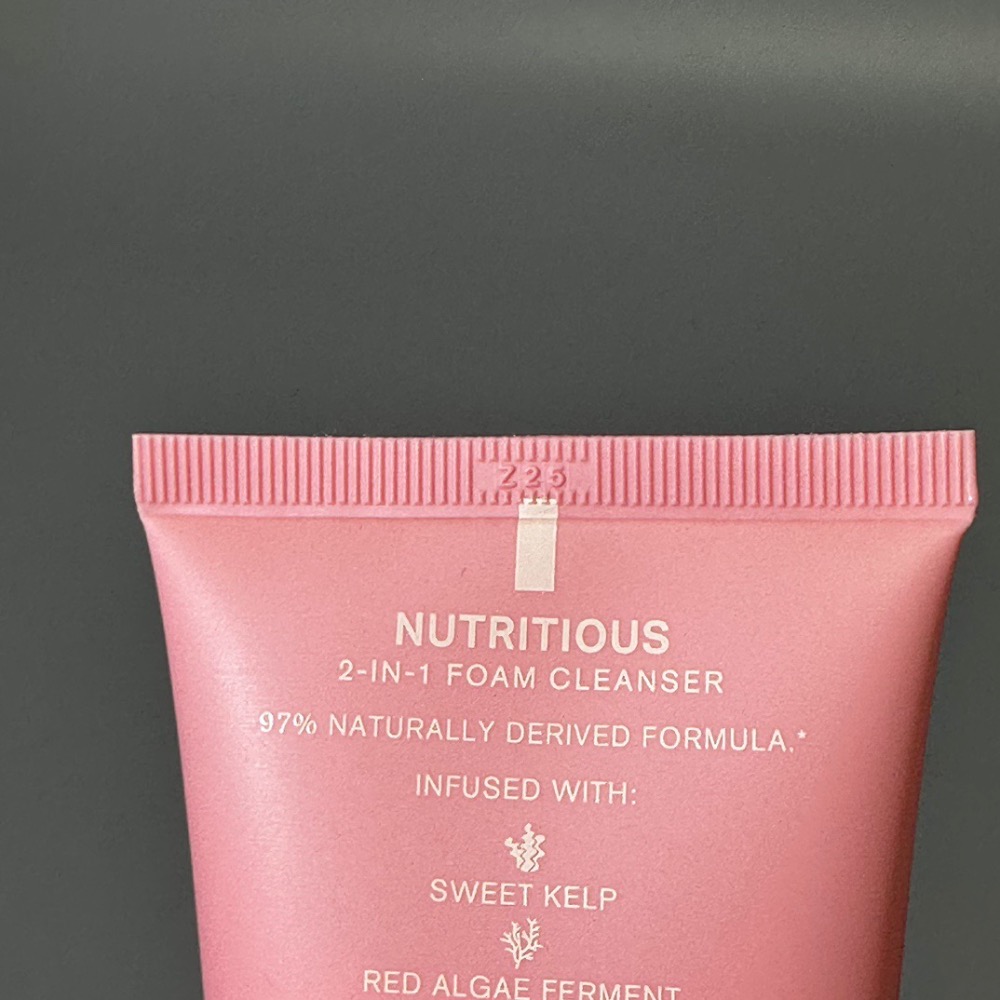 Z25
NUTRITIOUS
2-IN-1 FOAM CLEANSER
97% NATURALLY DERIVED FORMULA.*
INFUSED WITH:
SWEET KELP
RED ALGAE FERMENT